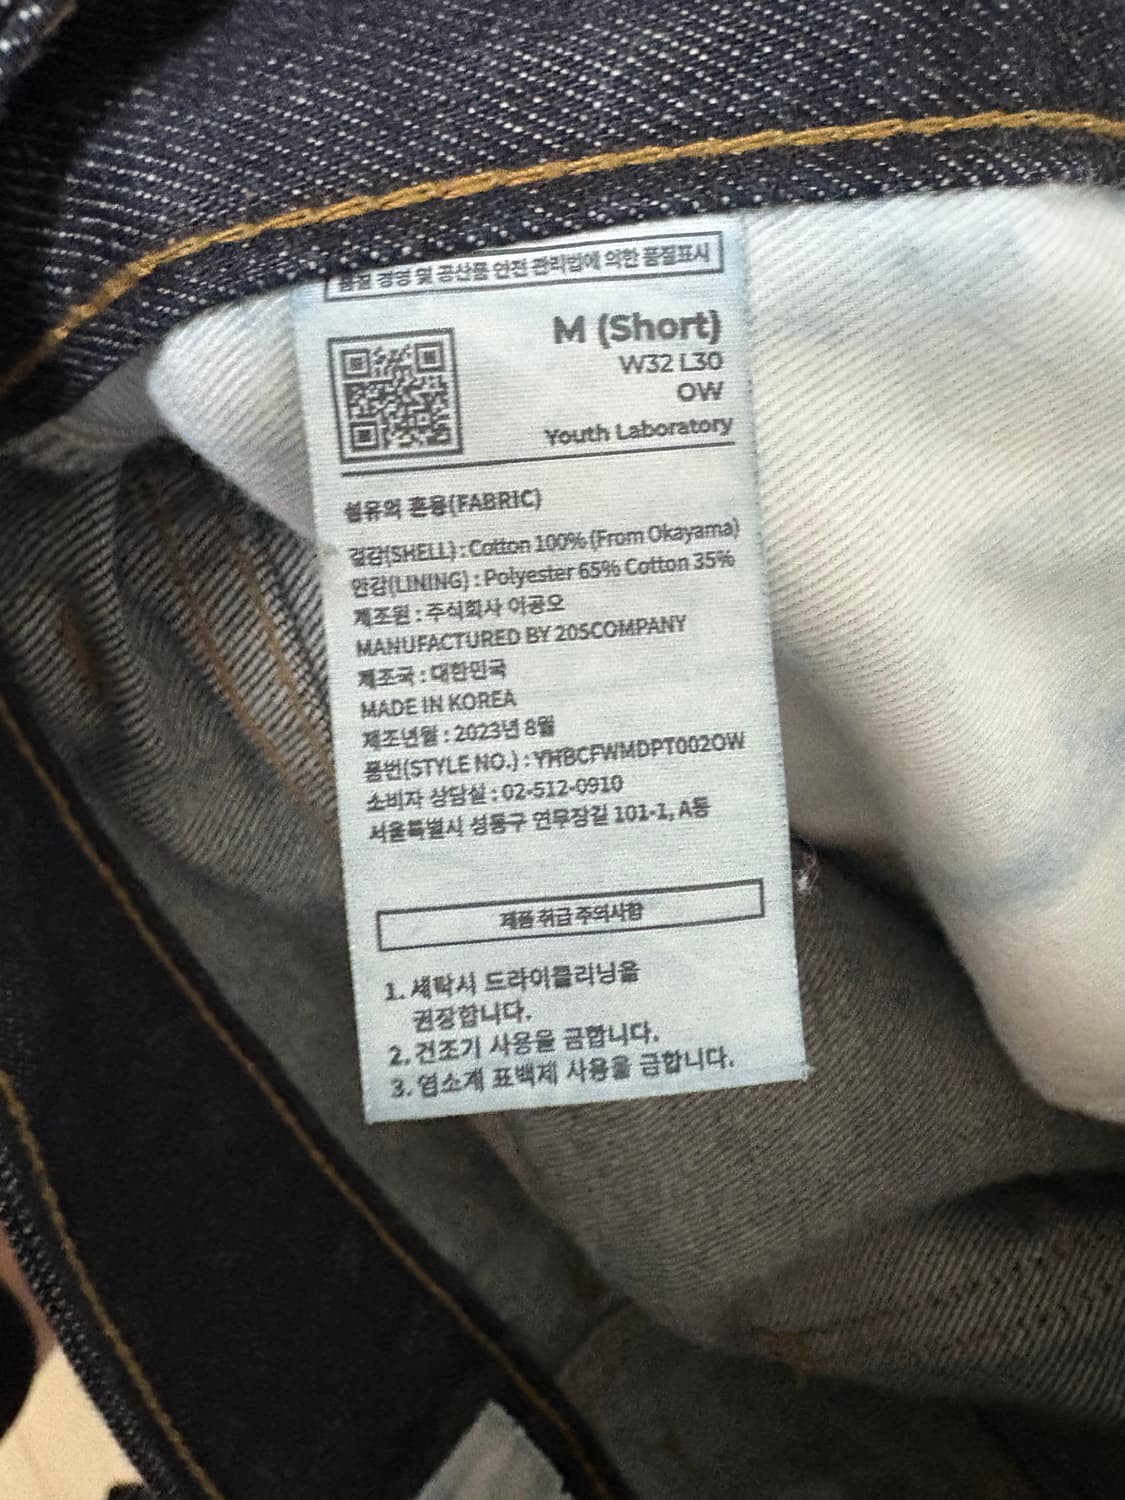 품질 경영 및 공산품 안전 관리법에 의한 품질표시
M (Short)
W32 L30
OW
Youth Laboratory
섬유의 혼용(FABRIC)
겉감(SHELL) : Cotton 100% (From Okayama)
안감(LINING) : Polyester 65% Cotton 35%
제조원 : 주식회사 이공오
MANUFACTURED BY 205COMPANY
제조국 : 대한민국
MADE IN KOREA
제조년월 : 2023년 8월
품번(STYLE NO.) : YHBCFWMDPT002OW
소비자 상담실 : 02-512-0910
서울특별시 성동구 연무장길 101-1, A동
제품 취급 주의사항
1. 세탁시 드라이클리닝을
권장합니다.
2. 건조기 사용을 금합니다.
3. 염소계 표백제 사용을 금합니다.